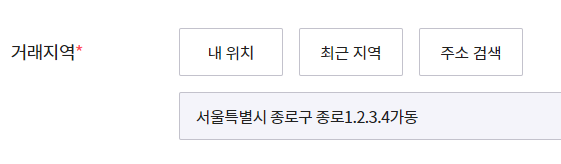 거래지역* 내 위치 최근 지역 주소 검색
서울특별시 종로구 종로1.2.3.4가동